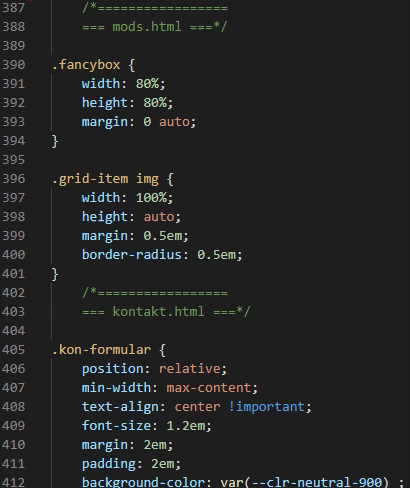 387 /*=================
388 === mods.html ===*/
389
390 .fancybox {
391 width: 80%;
392 height: 80%;
393 margin: 0 auto;
394 }
395
396 .grid-item img {
397 width: 100%;
398 height: auto;
399 margin: 0.5em;
400 border-radius: 0.5em;
401 }
402 /*=================
403 === kontakt.html ===*/
404
405 .kon-formular {
406 position: relative;
407 min-width: max-content;
408 text-align: center !important;
409 font-size: 1.2em;
410 margin: 2em;
411 padding: 2em;
412 background-color: var(--clr-neutral-900) ;